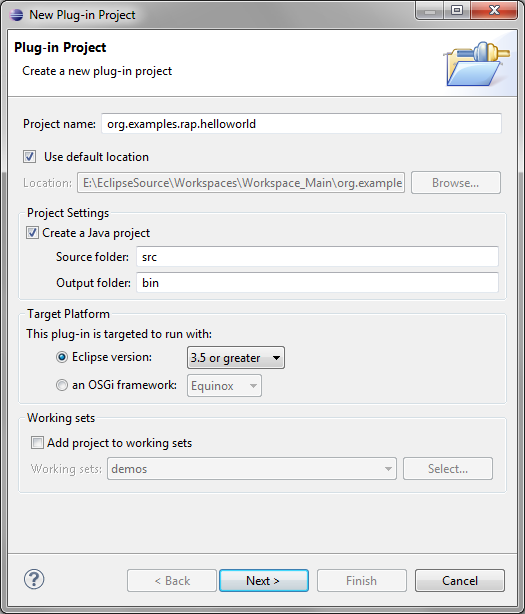 New Plug-in Project
Plug-in Project
Create a new plug-in project
Project name: org.examples.rap.helloworld
Use default location
Location: E:\EclipseSource\Workspaces\Workspace_Main\org.example Browse...
Project Settings
Create a Java project
Source folder: src
Output folder: bin
Target Platform
This plug-in is targeted to run with:
Eclipse version: 3.5 or greater
an OSGi framework: Equinox
Working sets
Add project to working sets
Working sets: demos Select...
? < Back Next > Finish Cancel